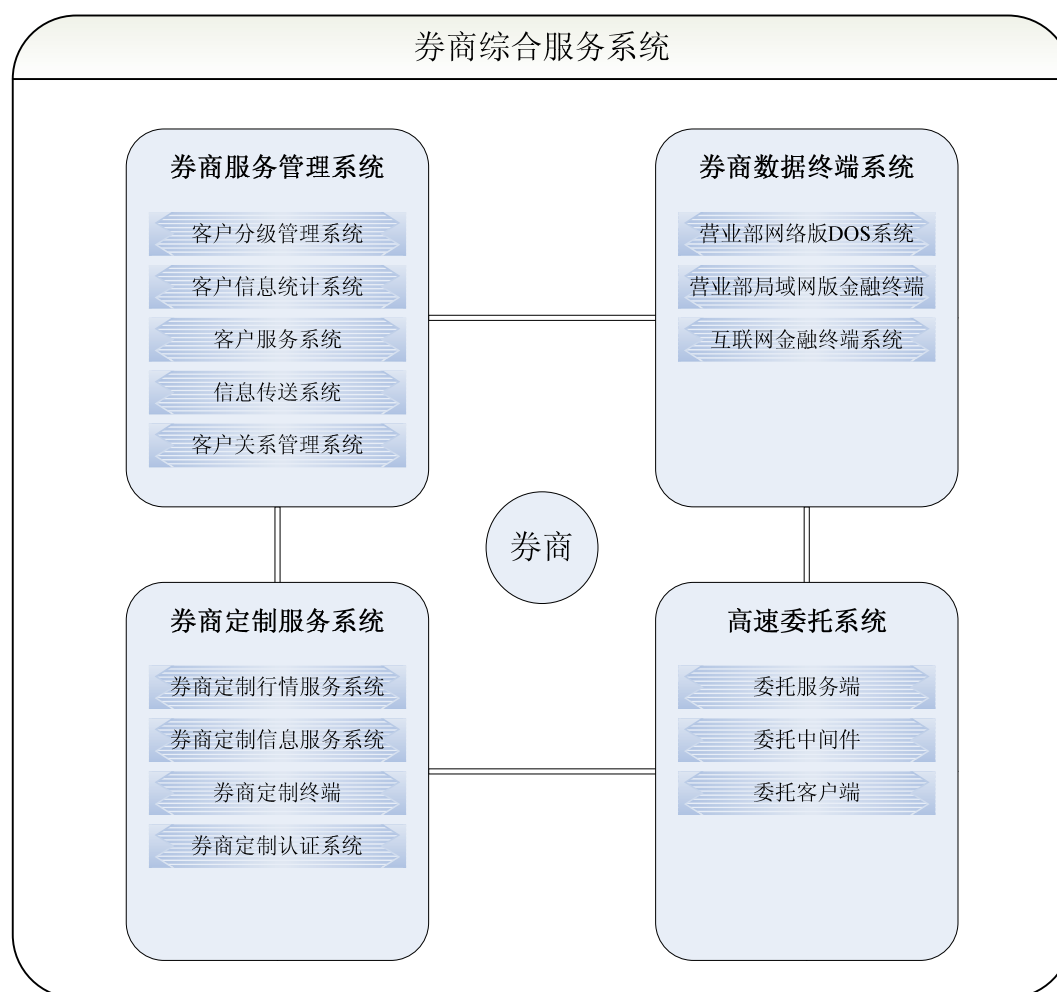 券商综合服务系统
券商服务管理系统
客户分级管理系统
客户信息统计系统
客户服务系统
信息传送系统
客户关系管理系统
券商数据终端系统
营业部网络版DOS系统
营业部局域网版金融终端
互联网金融终端系统
券商
券商定制服务系统
券商定制行情服务系统
券商定制信息服务系统
券商定制终端
券商定制认证系统
高速委托系统
委托服务端
委托中间件
委托客户端